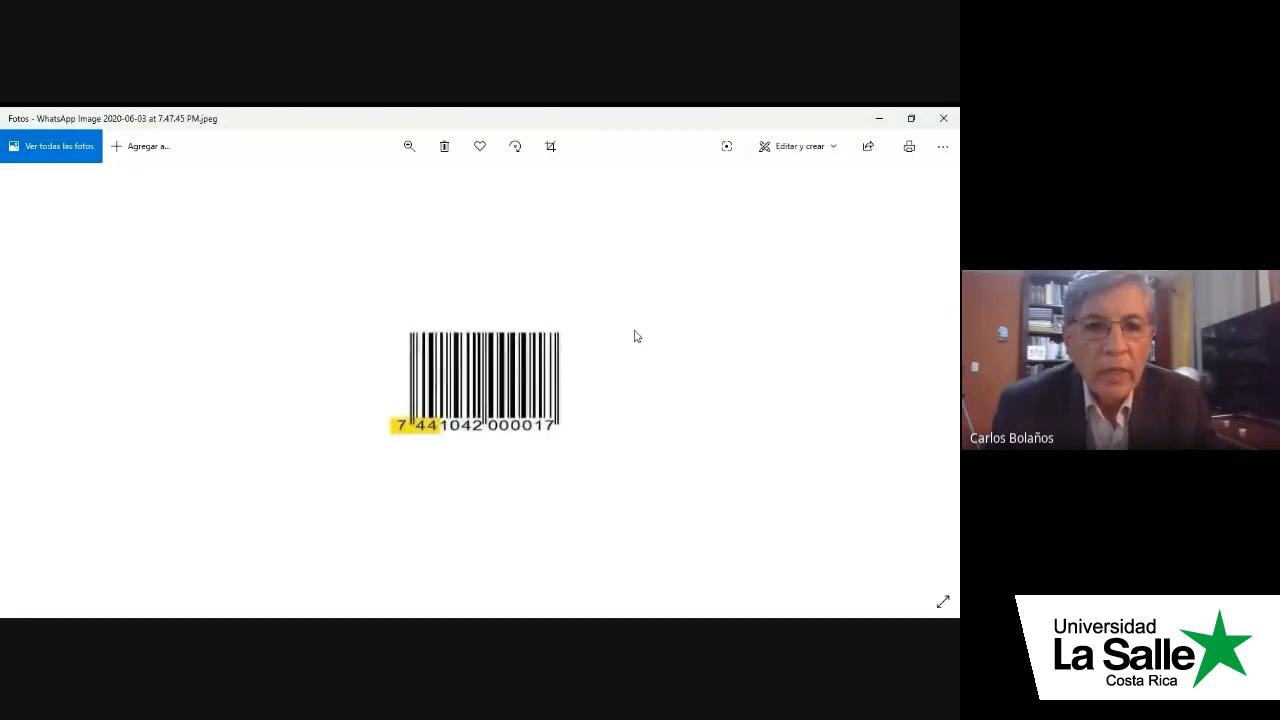 Fotos - WhatsApp Image 2020-06-03 at 7.47.45 PM.jpeg
Ver todas las fotos
Agregar a...
Editar y crear
7 441042 000017
Carlos Bolaños
Universidad
La Salle
Costa Rica